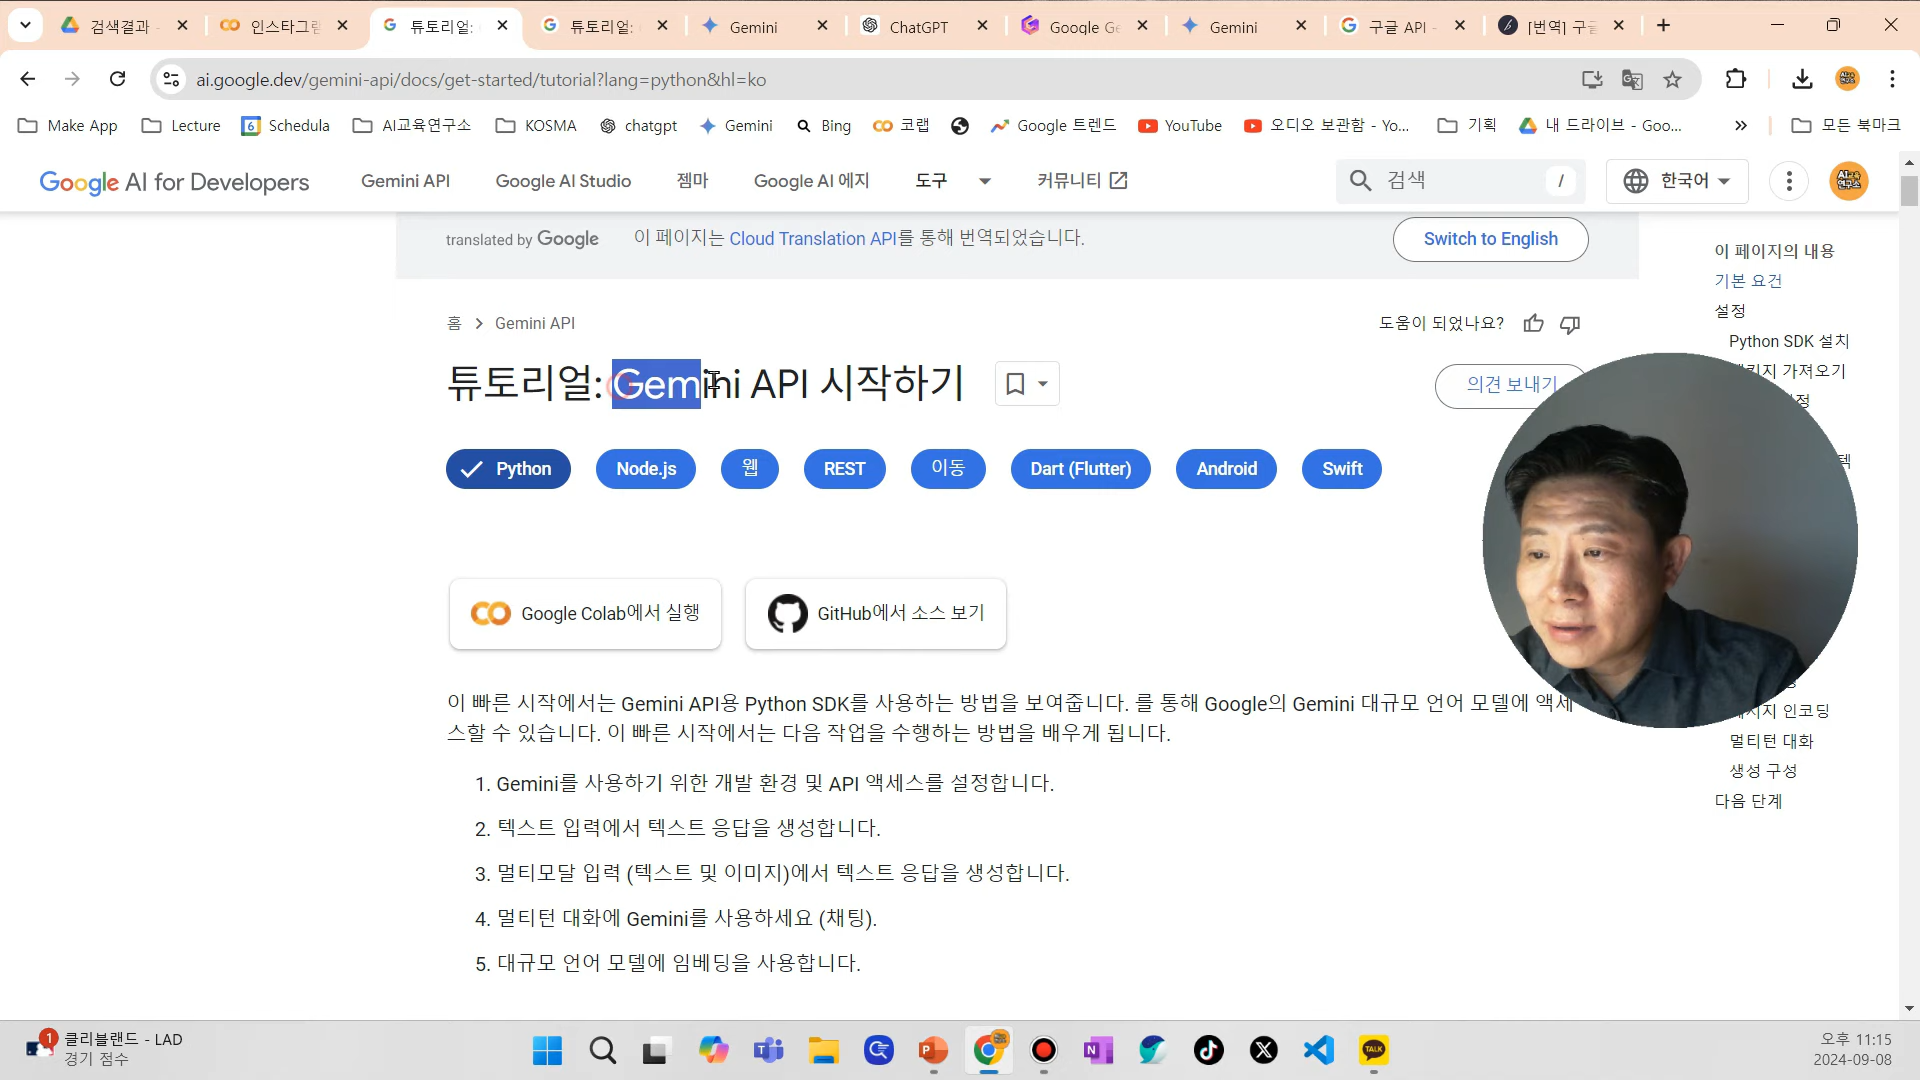 검색결과 -
인스타그램
튜토리얼:
튜토리얼:
Gemini
ChatGPT
Google Ge
Gemini
구글 API -
[번역] 구글
ai.google.dev/gemini-api/docs/get-started/tutorial?lang=python&hl=ko
Make App
Lecture
Schedula
AI교육연구소
KOSMA
chatgpt
Gemini
Bing
코랩
Google 트렌드
YouTube
오디오 보관함 - Yo...
기획
내 드라이브 - Goo...
모든 북마크
Google AI for Developers
Gemini API
Google AI Studio
젬마
Google AI 에지
도구
커뮤니티
검색
/
한국어
translated by Google
이 페이지는 Cloud Translation API를 통해 번역되었습니다.
Switch to English
이 페이지의 내용
기본 요건
설정
Python SDK 설치
홈 > Gemini API
도움이 되었나요?
튜토리얼: Gemini API 시작하기
의견 보내기
키지 가져오기
Python
Node.js
웹
REST
이동
Dart (Flutter)
Android
Swift
Google Colab에서 실행
GitHub에서 소스 보기
이 빠른 시작에서는 Gemini API용 Python SDK를 사용하는 방법을 보여줍니다. 를 통해 Google의 Gemini 대규모 언어 모델에 액세
스할 수 있습니다. 이 빠른 시작에서는 다음 작업을 수행하는 방법을 배우게 됩니다.
1. Gemini를 사용하기 위한 개발 환경 및 API 액세스를 설정합니다.
2. 텍스트 입력에서 텍스트 응답을 생성합니다.
3. 멀티모달 입력 (텍스트 및 이미지)에서 텍스트 응답을 생성합니다.
4. 멀티턴 대화에 Gemini를 사용하세요 (채팅).
5. 대규모 언어 모델에 임베딩을 사용합니다.
메시지 인코딩
멀티턴 대화
생성 구성
다음 단계
1
클리블랜드 - LAD
경기 점수
TALK
오후 11:15
2024-09-08